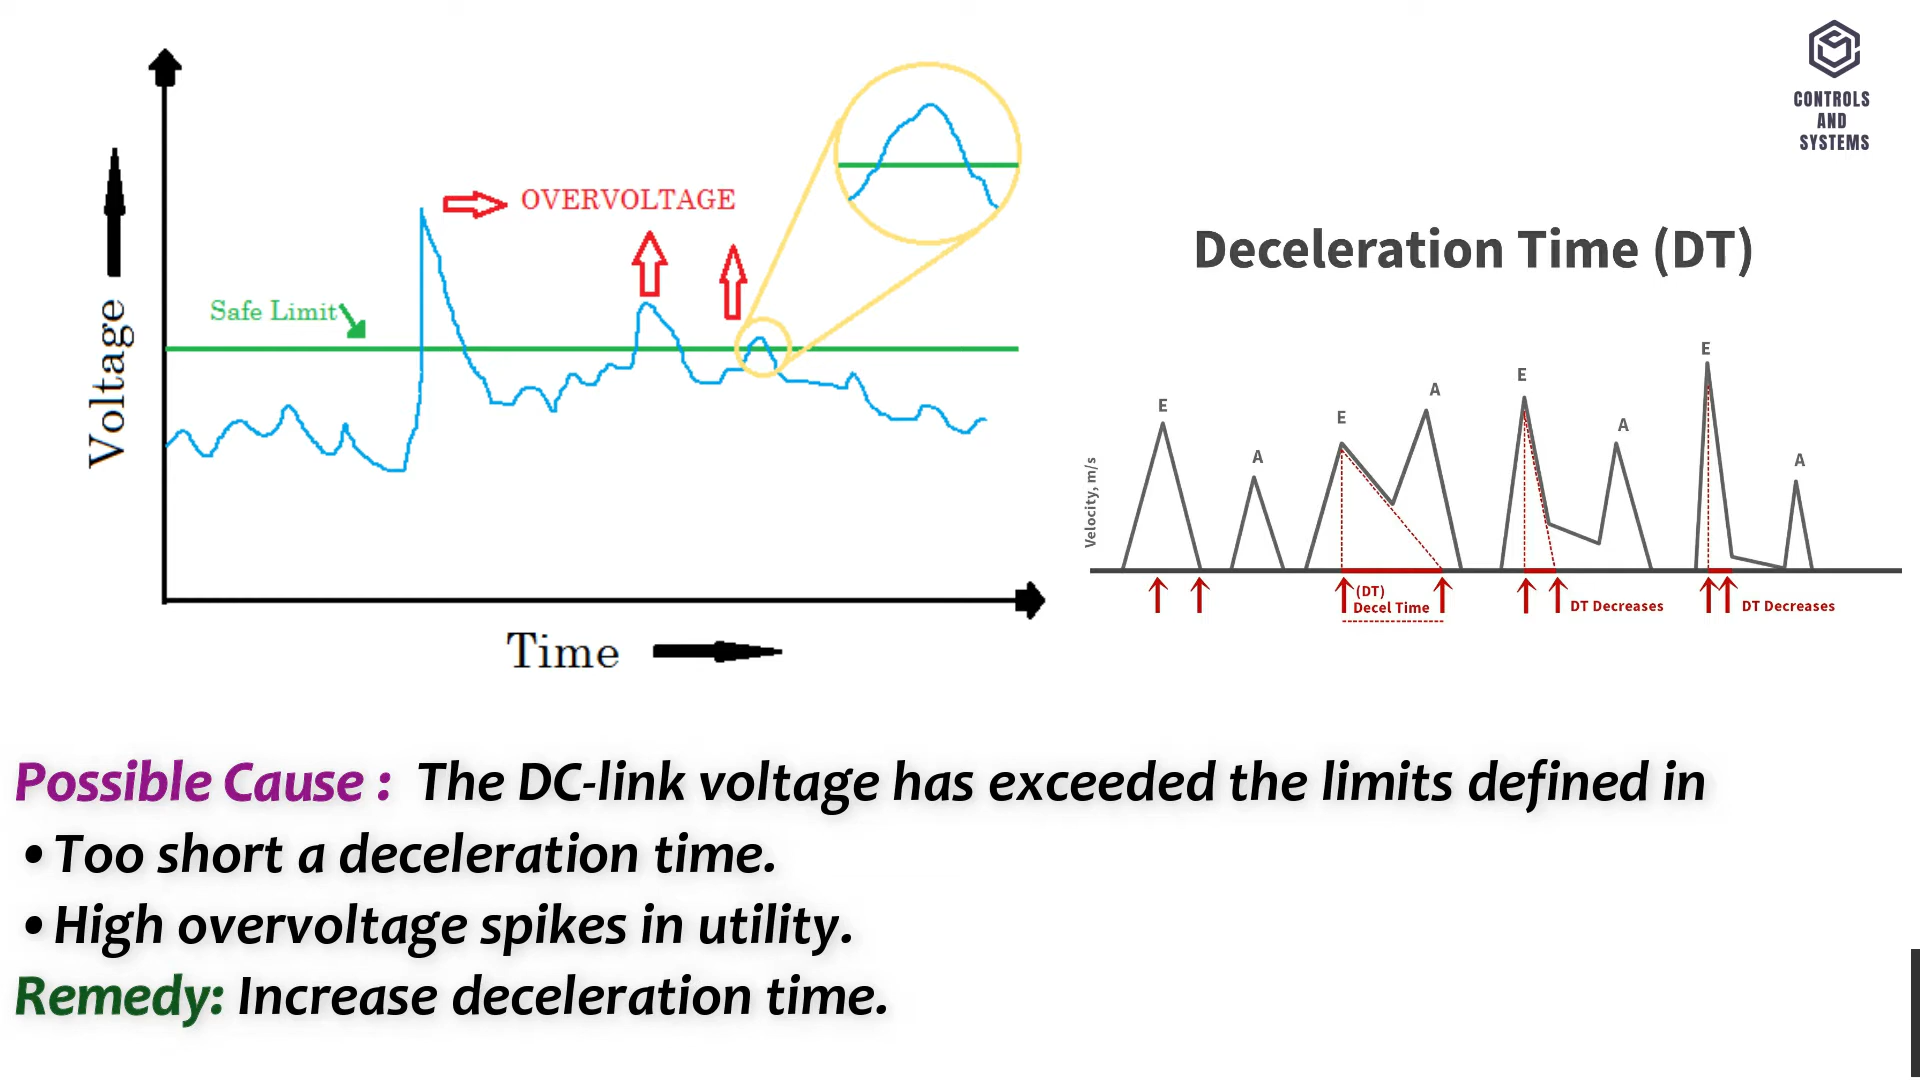 CONTROLS
AND
SYSTEMS
OVERVOLTAGE
Safe Limit
Voltage
Time
Deceleration Time (DT)
Velocity, m/s
E
A
E
A
E
A
E
A
(DT)
Decel Time
DT Decreases
DT Decreases
Possible Cause : The DC-link voltage has exceeded the limits defined in
• Too short a deceleration time.
• High overvoltage spikes in utility.
Remedy: Increase deceleration time.